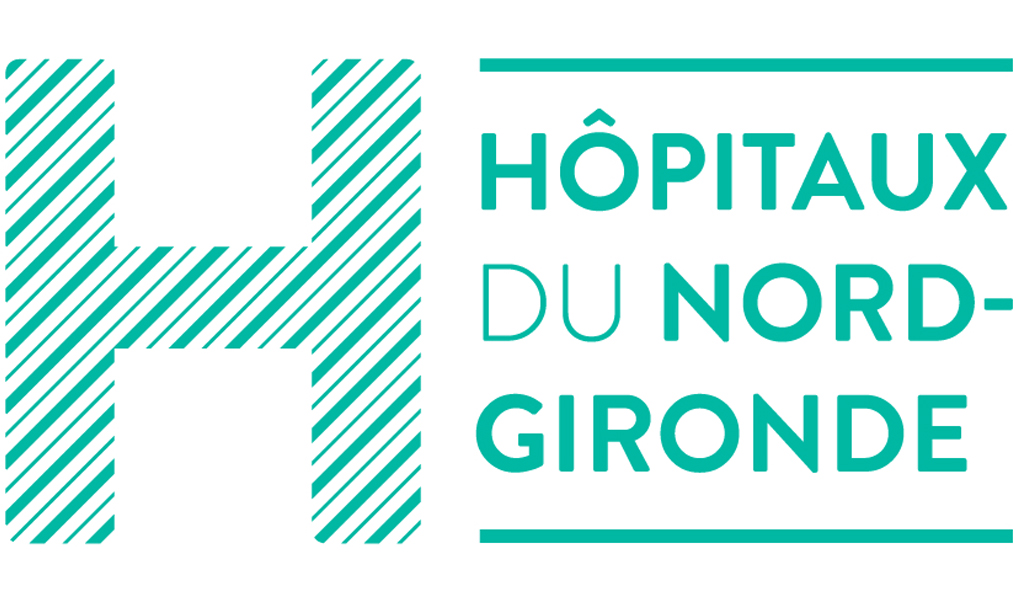 H
HÔPITAUX
DU NORD-
GIRONDE